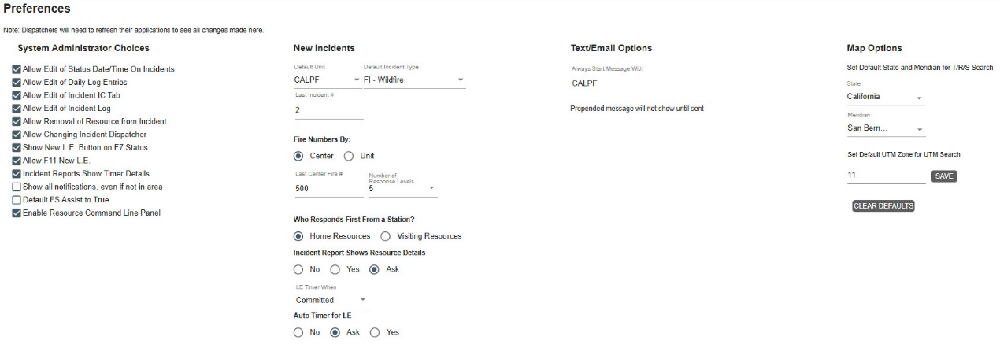 Preferences
Note: Dispatchers will need to refresh their applications to see all changes made here.
System Administrator Choices
Allow Edit of Status Date/Time On Incidents
Allow Edit of Daily Log Entries
Allow Edit of Incident IC Tab
Allow Edit of Incident Log
Allow Removal of Resource from Incident
Allow Changing Incident Dispatcher
Show New L.E. Button on F7 Status
Allow F11 New L.E.
Incident Reports Show Timer Details
Show all notifications, even if not in area
Default FS Assist to True
Enable Resource Command Line Panel
New Incidents
Default Unit Default Incident Type
CALPF FI - Wildfire
Last Incident #
2
Fire Numbers By:
Center Unit
Last Center Fire # Number of
Response Levels
500 5
Who Responds First From a Station?
Home Resources Visiting Resources
Incident Report Shows Resource Details
No Yes Ask
LE Timer When
Committed
Auto Timer for LE
No Ask Yes
Text/Email Options
Always Start Message With
CALPF
Prepended message will not show until sent
Map Options
Set Default State and Meridian for T/R/S Search
State
California
Meridian
San Bern...
Set Default UTM Zone for UTM Search
11 SAVE
CLEAR DEFAULTS